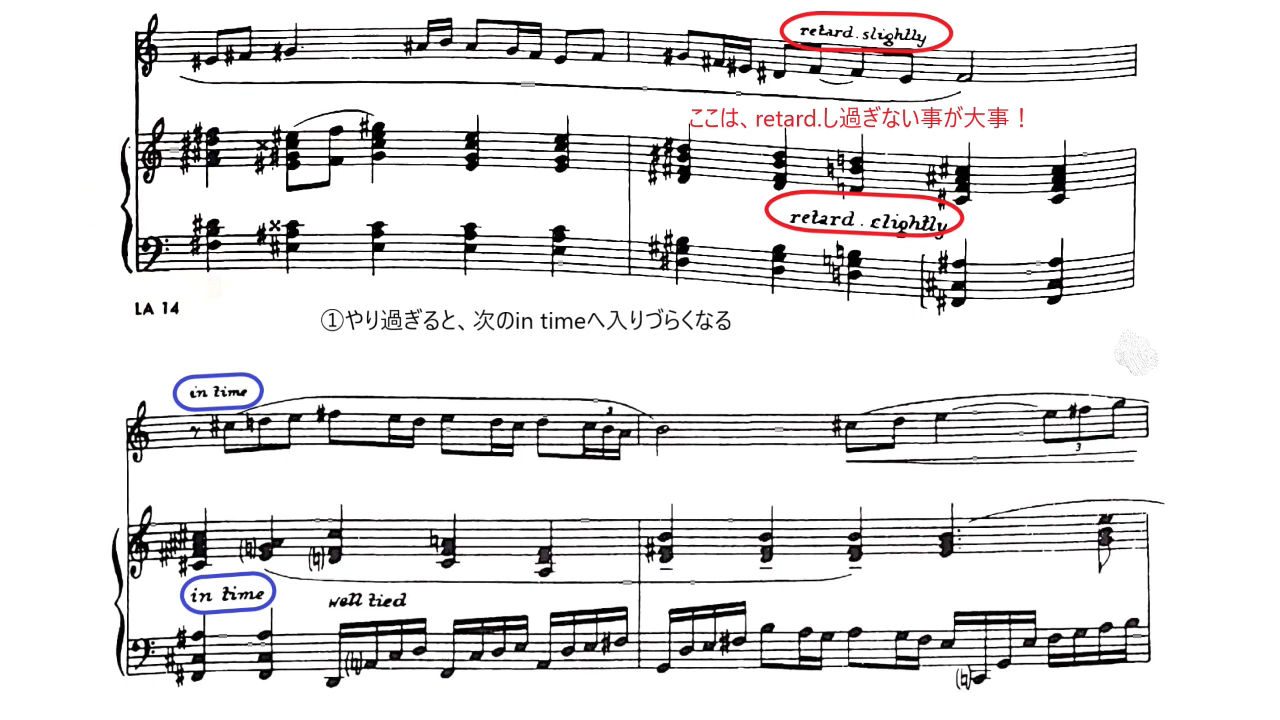 retard. slightly
ここは、retard.し過ぎない事が大事！
retard. slightly
LA 14
①やり過ぎると、次のin timeへ入りづらくなる
in time
3
3
in time
well tied